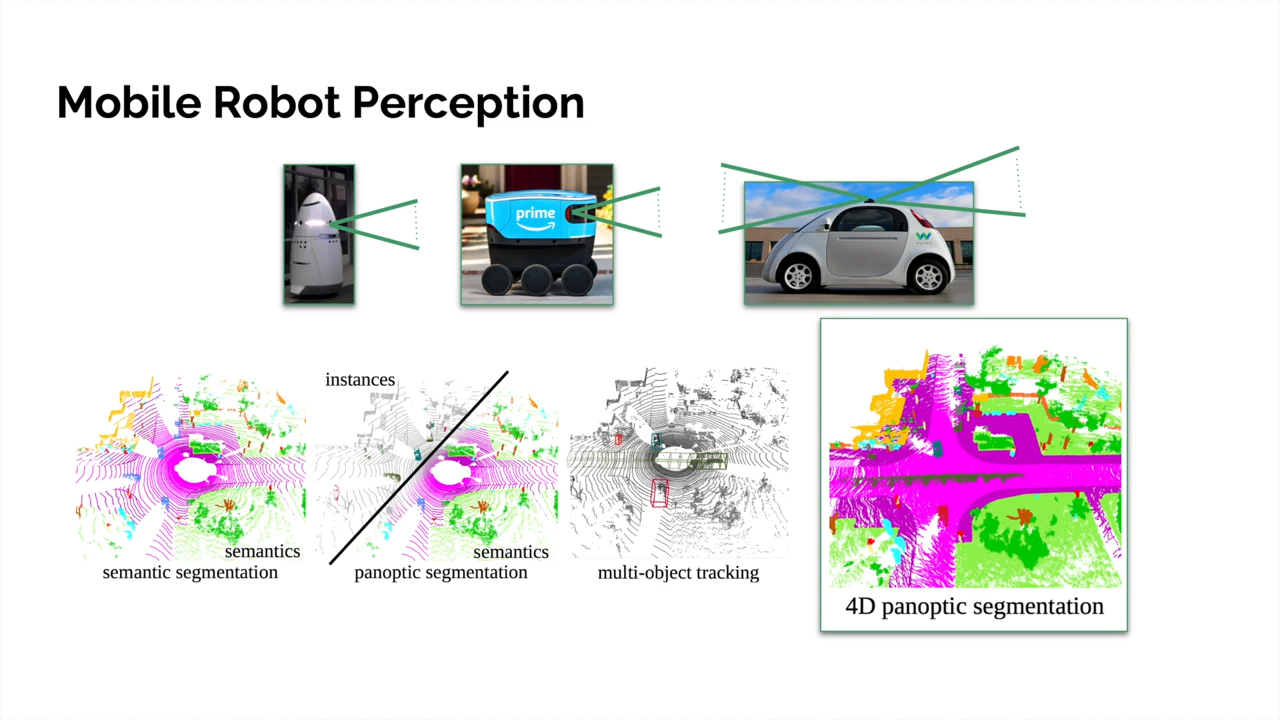 Mobile Robot Perception
prime
instances
semantics
semantics
semantic segmentation
panoptic segmentation
multi-object tracking
4D panoptic segmentation